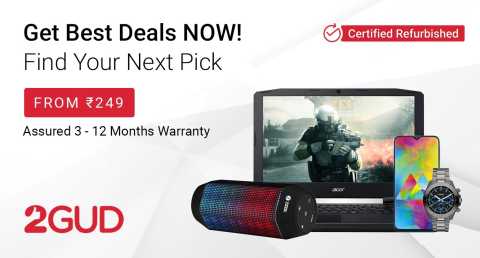 Get Best Deals NOW!
Certified Refurbished
Find Your Next Pick
FROM ₹249
Assured 3 - 12 Months Warranty
2GUD
acer